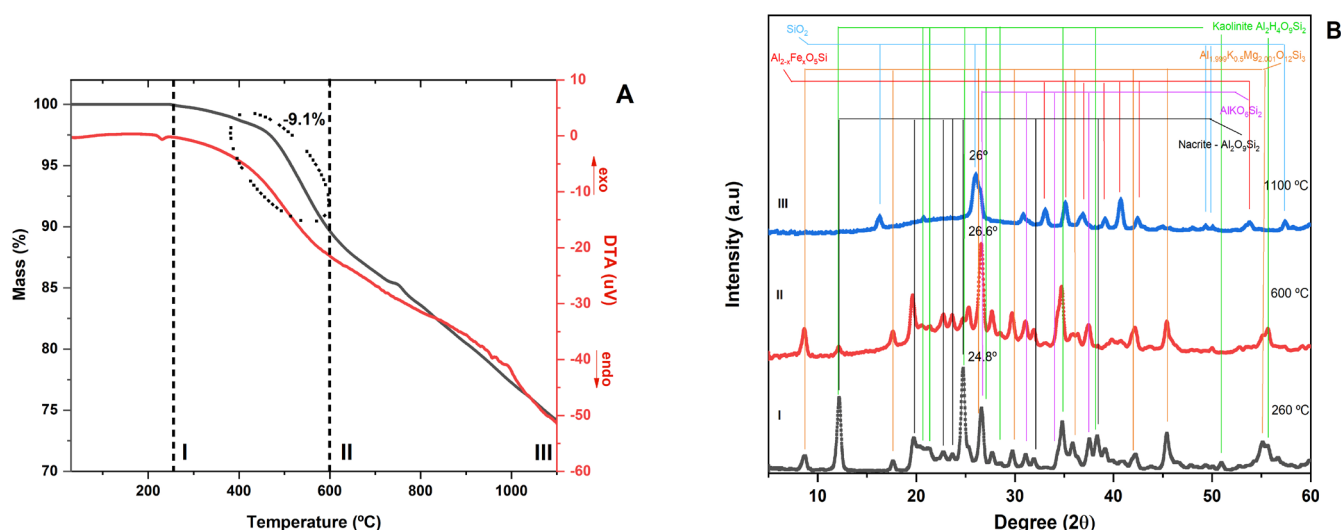 A
-9.1%
100
95
90
85
80
75
70
Mass (%)
200
400
600
800
1000
Temperature (ºC)
I
II
III
10
0
-10
-20
-30
-40
-50
-60
DTA (uV)
exo
endo
B
Kaolinite Al2H4O9Si2
SiO2
Al2-xFexO5Si
Al1.999K0.5Mg2.001O12Si3
AlKO8Si2
Nacrite - Al2O9Si2
26º
1100 ºC
III
26.6º
600 ºC
II
24.8º
260 ºC
I
Intensity (a.u)
10
20
30
40
50
60
Degree (2θ)